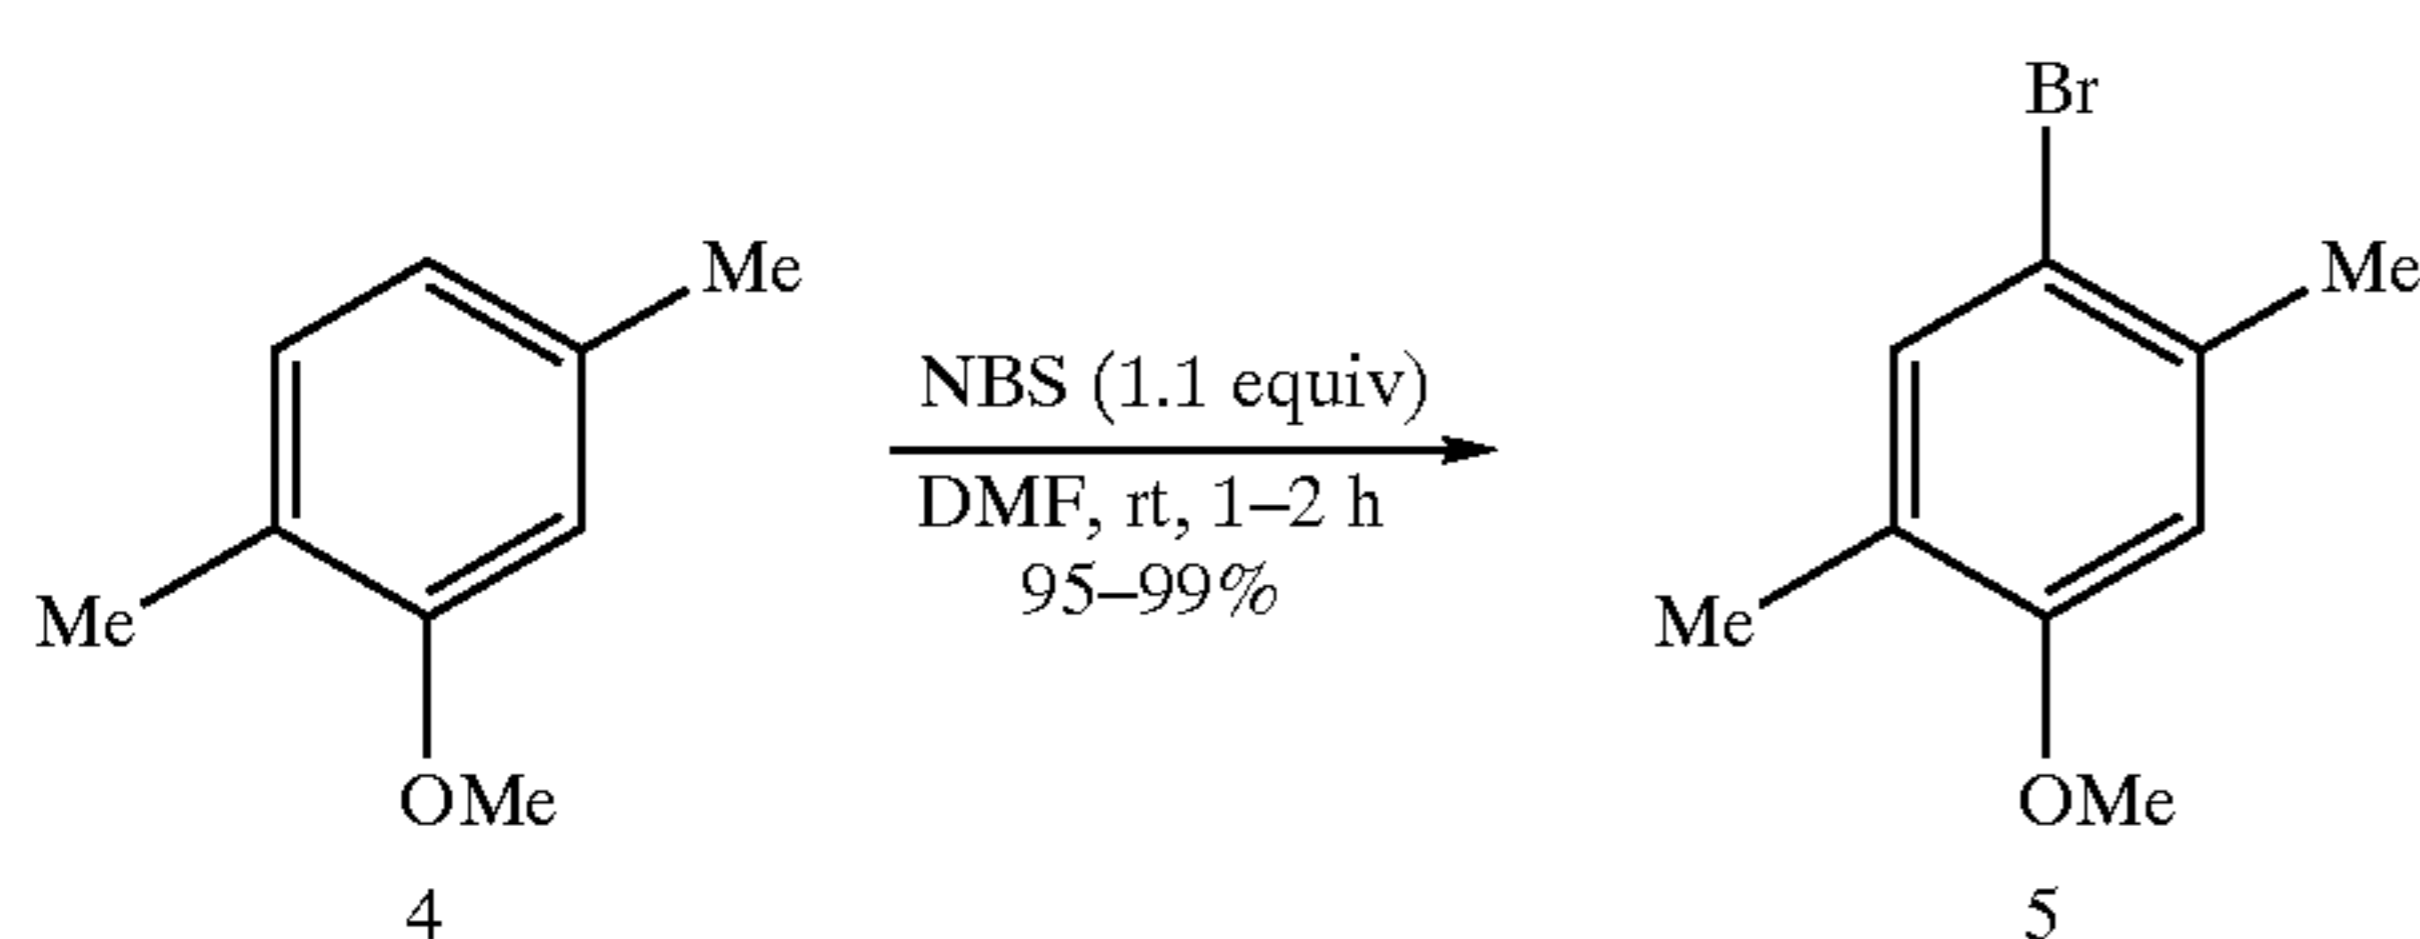 Br
Me
Me
NBS (1.1 equiv)
DMF, rt, 1–2 h
95–99%
Me
Me
OMe
OMe
4
5